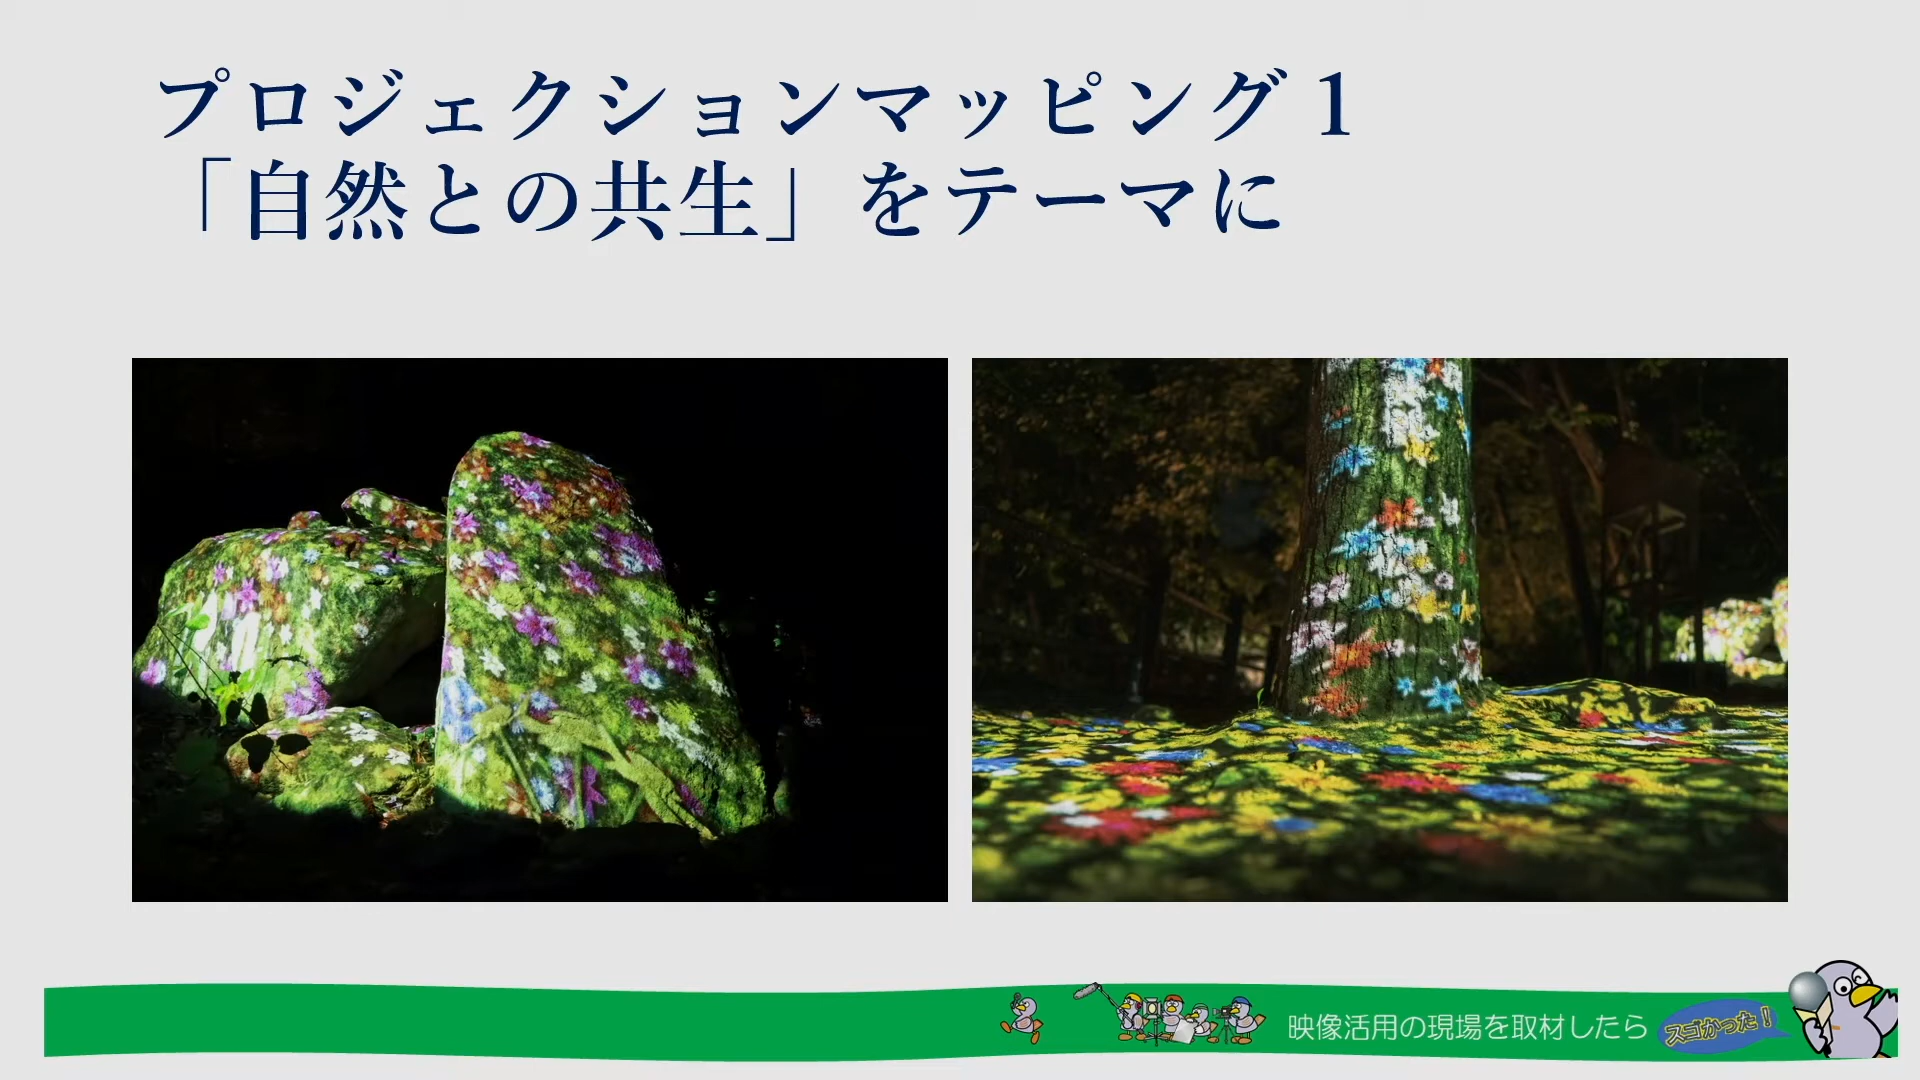 プロジェクションマッピング１
「自然との共生」をテーマに
映像活用の現場を取材したら
スゴかった！